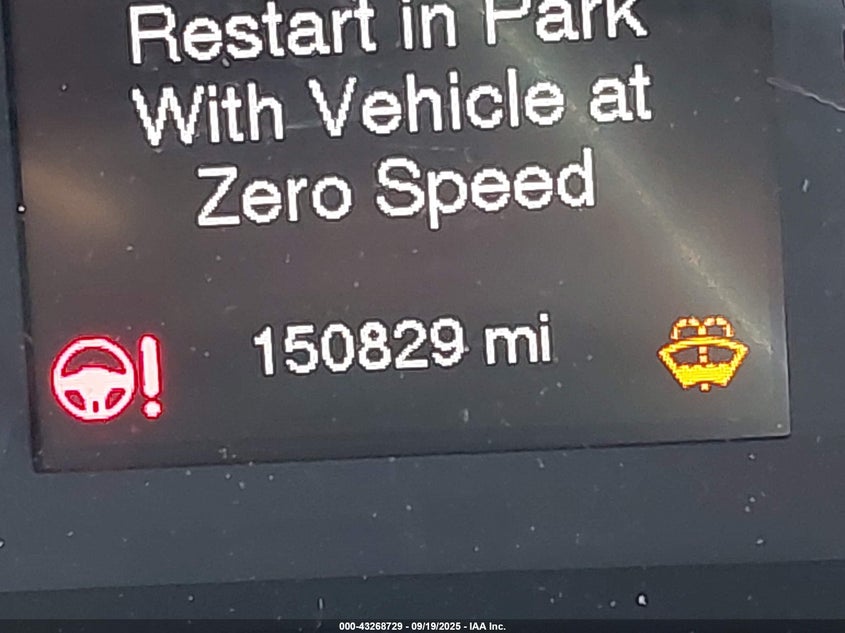 Restart in Park
With Vehicle at
Zero Speed
150829 mi
000-43268729 - 09/19/2025 - IAA Inc.